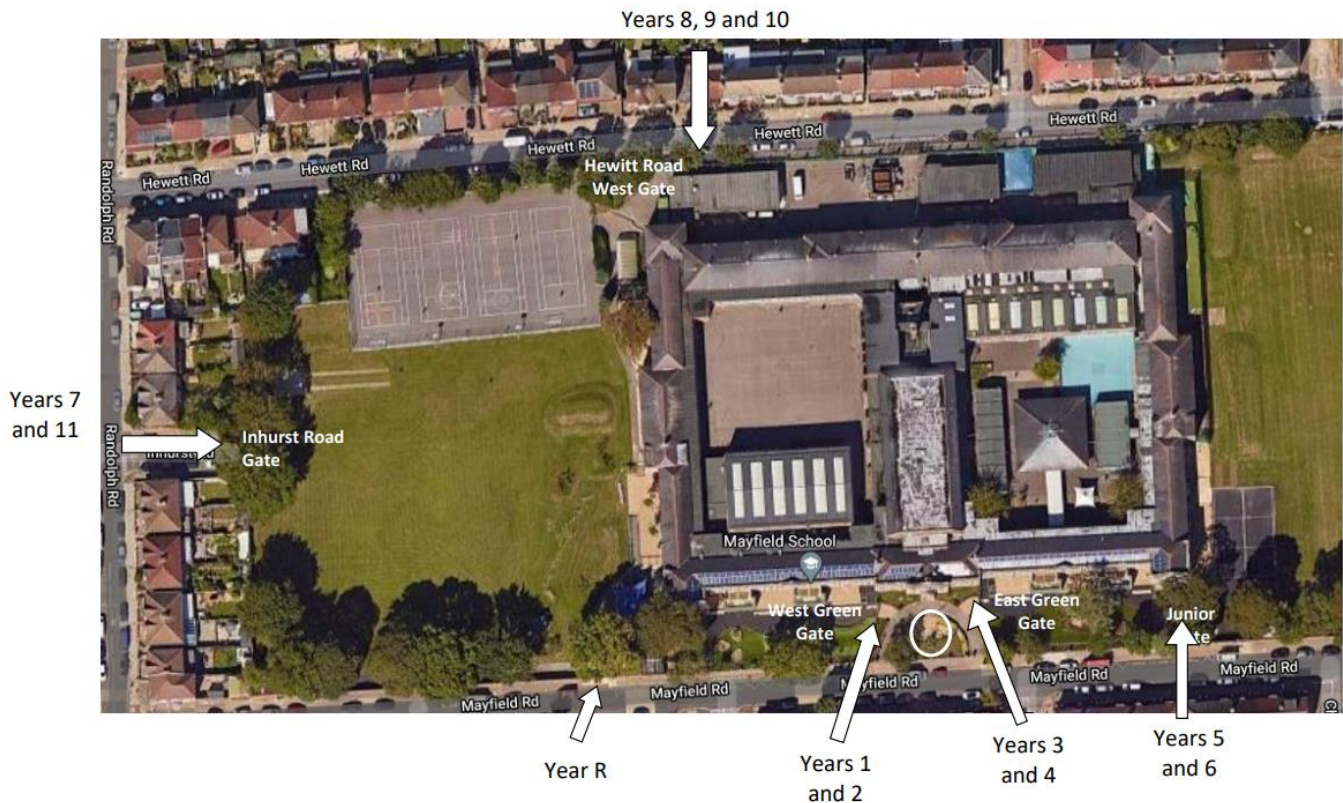 Years 8, 9 and 10
Hewett Rd
Hewett Rd
Hewett Rd
Hewett Rd
Randolph Rd
Hewitt Road
West Gate
Years 7
and 11
Inhurst Road
Gate
Randolph Rd
Mayfield School
West Green
Gate
East Green
Gate
Junior
Mayfield Rd
Mayfield Rd
Mayfield Rd
Mayfield Rd
Mayfield Rd
Year R
Years 1
and 2
Years 3
and 4
Years 5
and 6